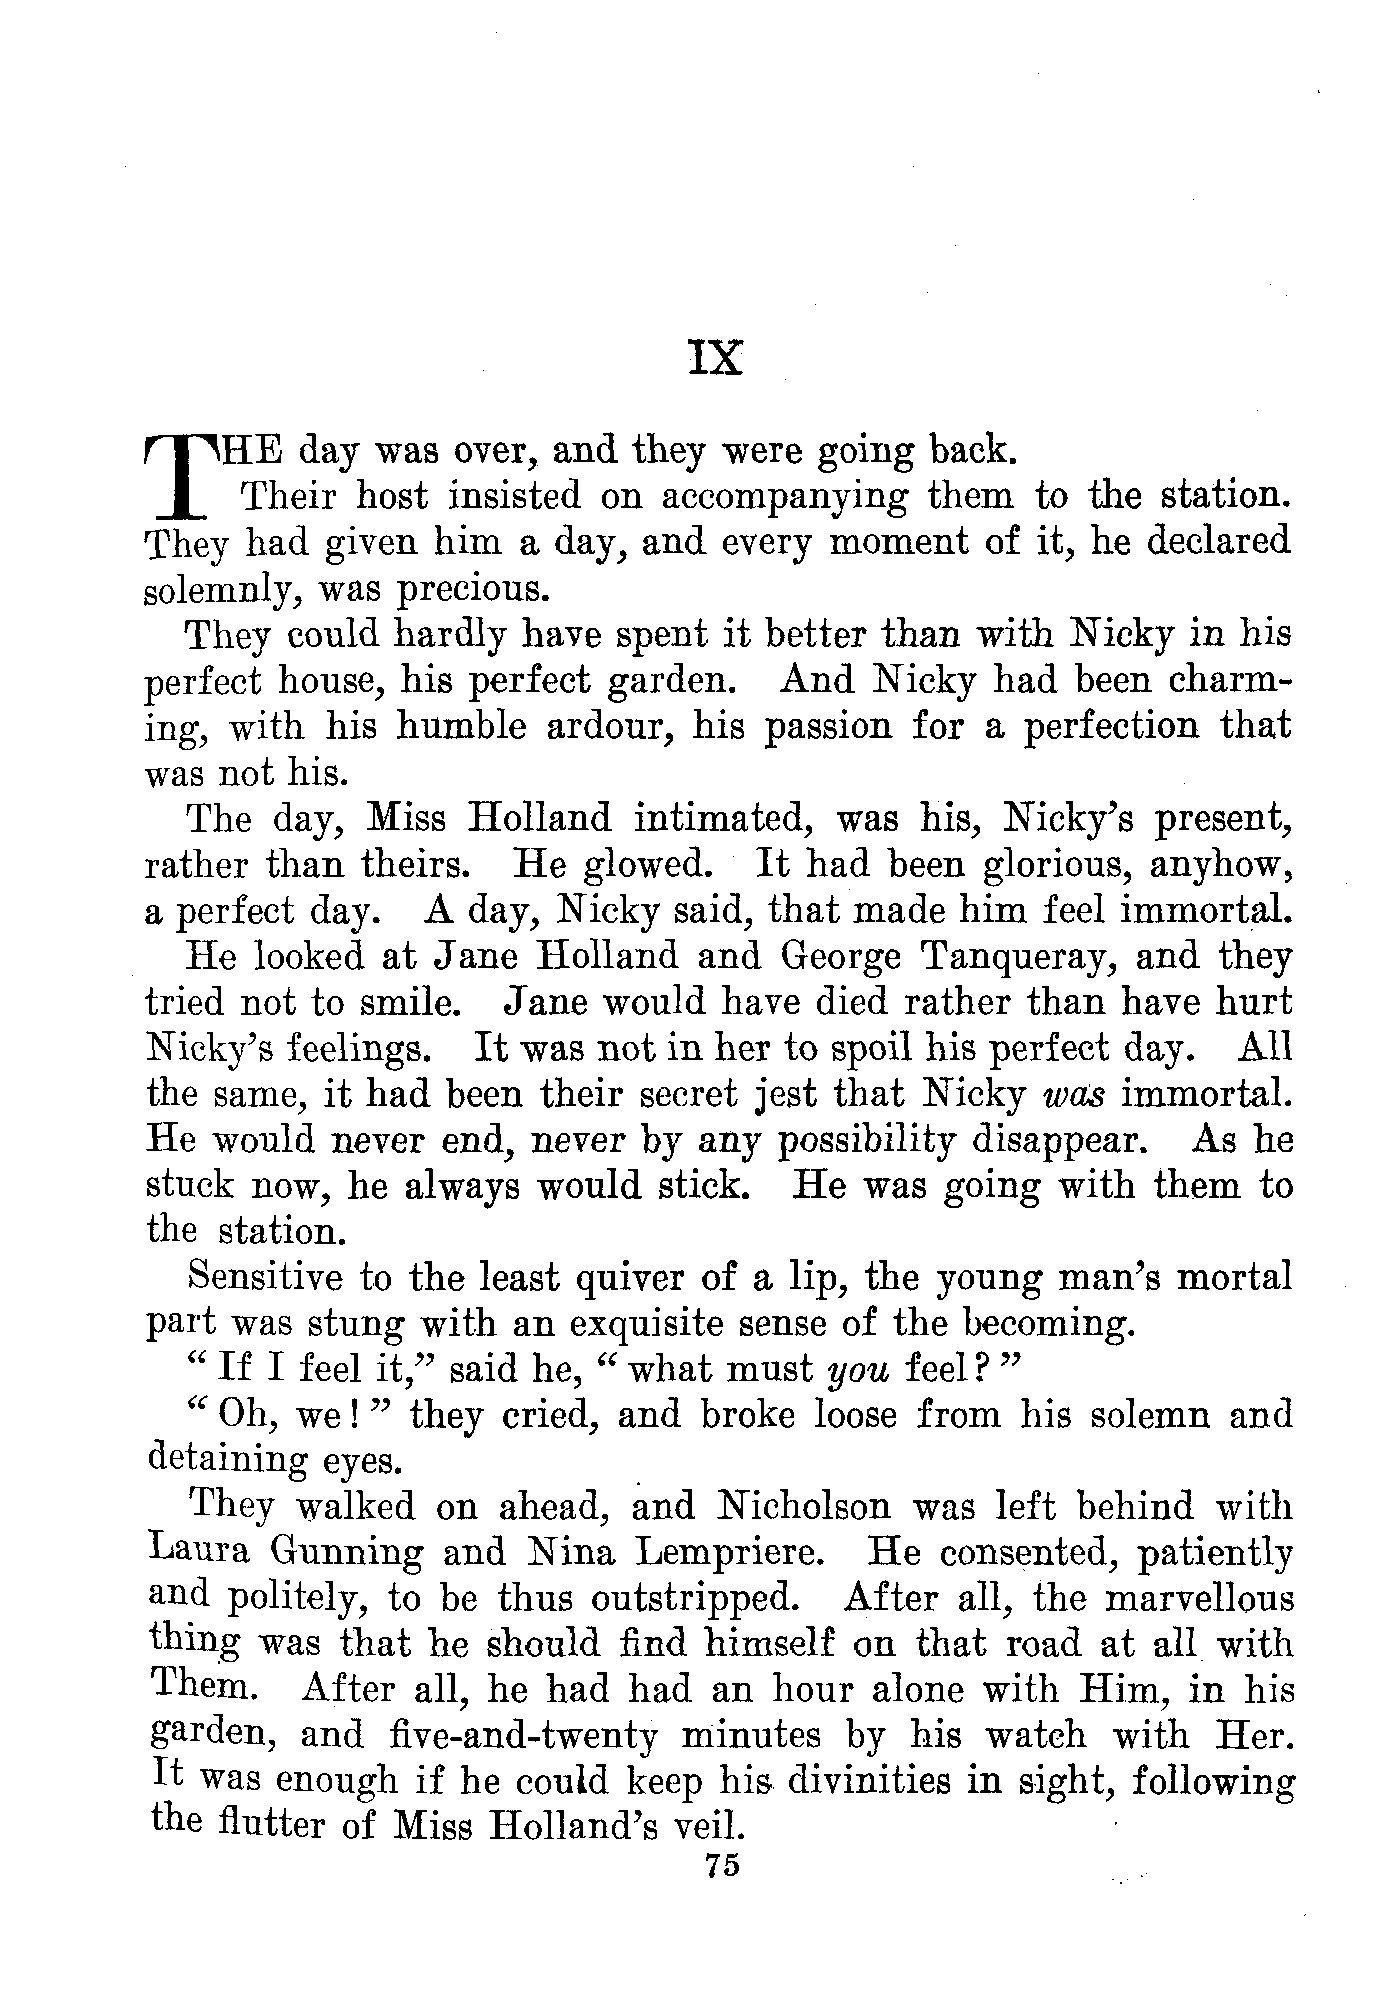 IX
THE day was over, and they were going back.
Their host insisted on accompanying them to the station.
They had given him a day, and every moment of it, he declared
solemnly, was precious.
They could hardly have spent it better than with Nicky in his
perfect house, his perfect garden. And Nicky had been charm-
ing, with his humble ardour, his passion for a perfection that
was not his.
The day, Miss Holland intimated, was his, Nicky's present,
rather than theirs. He glowed. It had been glorious, anyhow,
a perfect day. A day, Nicky said, that made him feel immortal.
He looked at Jane Holland and George Tanqueray, and they
tried not to smile. Jane would have died rather than have hurt
Nicky's feelings. It was not in her to spoil his perfect day. All
the same, it had been their secret jest that Nicky was immortal.
He would never end, never by any possibility disappear. As he
stuck now, he always would stick. He was going with them to
the station.
Sensitive to the least quiver of a lip, the young man's mortal
part was stung with an exquisite sense of the becoming.
"If I feel it," said he, "what must you feel?"
"Oh, we!" they cried, and broke loose from his solemn and
detaining eyes.
They walked on ahead, and Nicholson was left behind with
Laura Gunning and Nina Lempriere. He consented, patiently
and politely, to be thus outstripped. After all, the marvellous
thing was that he should find himself on that road at all with
Them. After all, he had had an hour alone with Him, in his
garden, and five-and-twenty minutes by his watch with Her.
It was enough if he could keep his divinities in sight, following
the flutter of Miss Holland's veil.
75